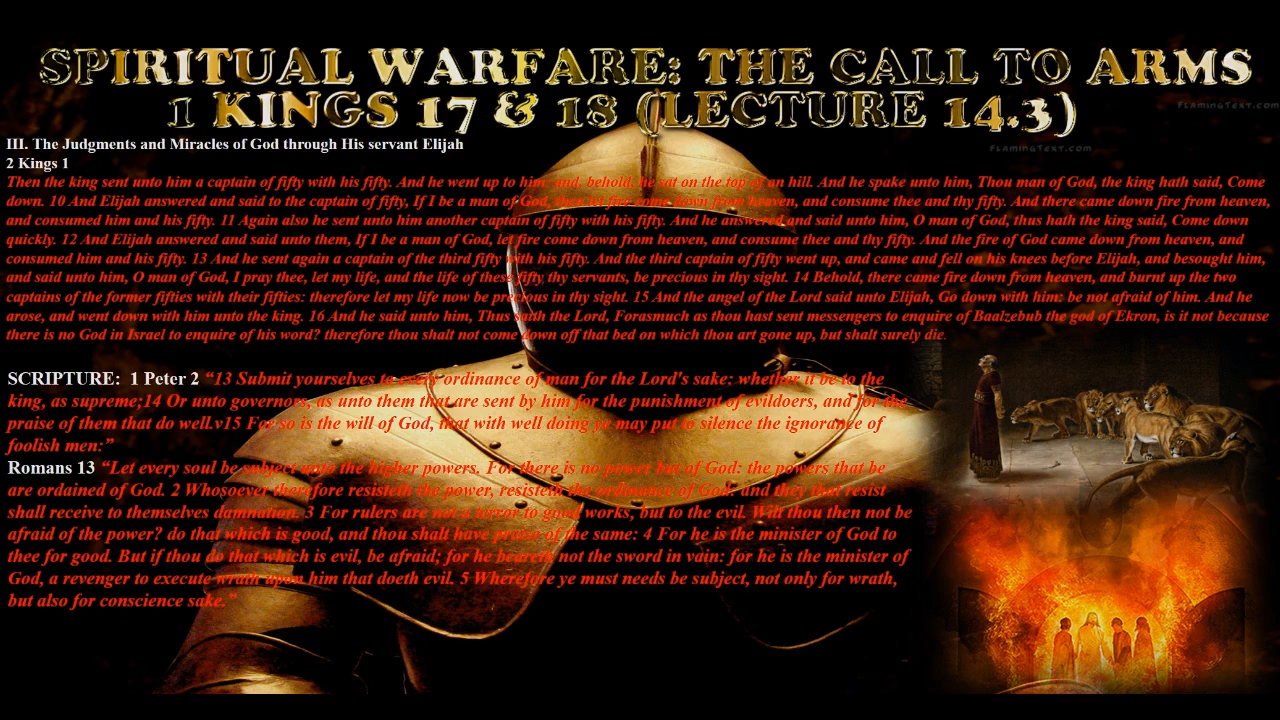 SPIRITUAL WARFARE: THE CALL TO ARMS
1 KINGS 17 & 18 (LECTURE 14.3)
FLAMINGTEXT.COM
FLAMINGTEXT.COM
III. The Judgments and Miracles of God through His servant Elijah
2 Kings 1
Then the king sent unto him a captain of fifty with his fifty. And he went up to him: and, behold, he sat on the top of an hill. And he spake unto him, Thou man of God, the king hath said, Come
down. 10 And Elijah answered and said to the captain of fifty, If I be a man of God, then let fire come down from heaven, and consume thee and thy fifty. And there came down fire from heaven,
and consumed him and his fifty. 11 Again also he sent unto him another captain of fifty with his fifty. And he answered and said unto him, O man of God, thus hath the king said, Come down
quickly. 12 And Elijah answered and said unto them, If I be a man of God, let fire come down from heaven, and consume thee and thy fifty. And the fire of God came down from heaven, and
consumed him and his fifty. 13 And he sent again a captain of the third fifty with his fifty. And the third captain of fifty went up, and came and fell on his knees before Elijah, and besought him,
and said unto him, O man of God, I pray thee, let my life, and the life of these fifty thy servants, be precious in thy sight. 14 Behold, there came fire down from heaven, and burnt up the two
captains of the former fifties with their fifties: therefore let my life now be precious in thy sight. 15 And the angel of the Lord said unto Elijah, Go down with him: be not afraid of him. And he
arose, and went down with him unto the king. 16 And he said unto him, Thus saith the Lord, Forasmuch as thou hast sent messengers to enquire of Baalzebub the god of Ekron, is it not because
there is no God in Israel to enquire of his word? therefore thou shalt not come down off that bed on which thou art gone up, but shalt surely die.
SCRIPTURE: 1 Peter 2 “13 Submit yourselves to every ordinance of man for the Lord's sake: whether it be to the
king, as supreme;14 Or unto governors, as unto them that are sent by him for the punishment of evildoers, and for the
praise of them that do well.v15 For so is the will of God, that with well doing ye may put to silence the ignorance of
foolish men:”
Romans 13 “Let every soul be subject unto the higher powers. For there is no power but of God: the powers that be
are ordained of God. 2 Whosoever therefore resisteth the power, resisteth the ordinance of God: and they that resist
shall receive to themselves damnation. 3 For rulers are not a terror to good works, but to the evil. Wilt thou then not be
afraid of the power? do that which is good, and thou shalt have praise of the same: 4 For he is the minister of God to
thee for good. But if thou do that which is evil, be afraid; for he beareth not the sword in vain: for he is the minister of
God, a revenger to execute wrath upon him that doeth evil. 5 Wherefore ye must needs be subject, not only for wrath,
but also for conscience sake.”